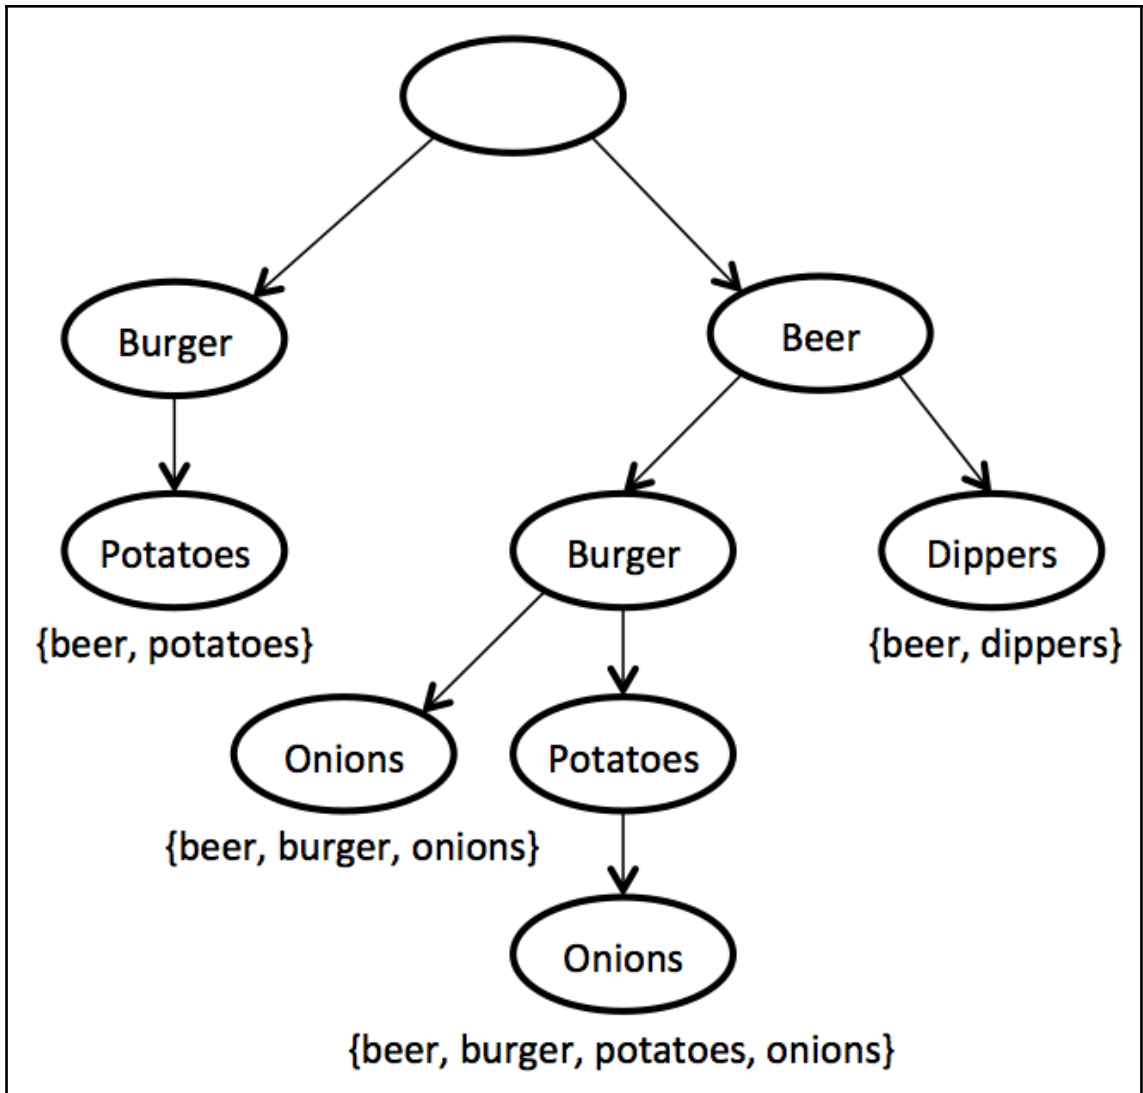 Burger
Beer
Potatoes
Burger
Dippers
{beer, potatoes}
{beer, dippers}
Onions
Potatoes
{beer, burger, onions}
Onions
{beer, burger, potatoes, onions}